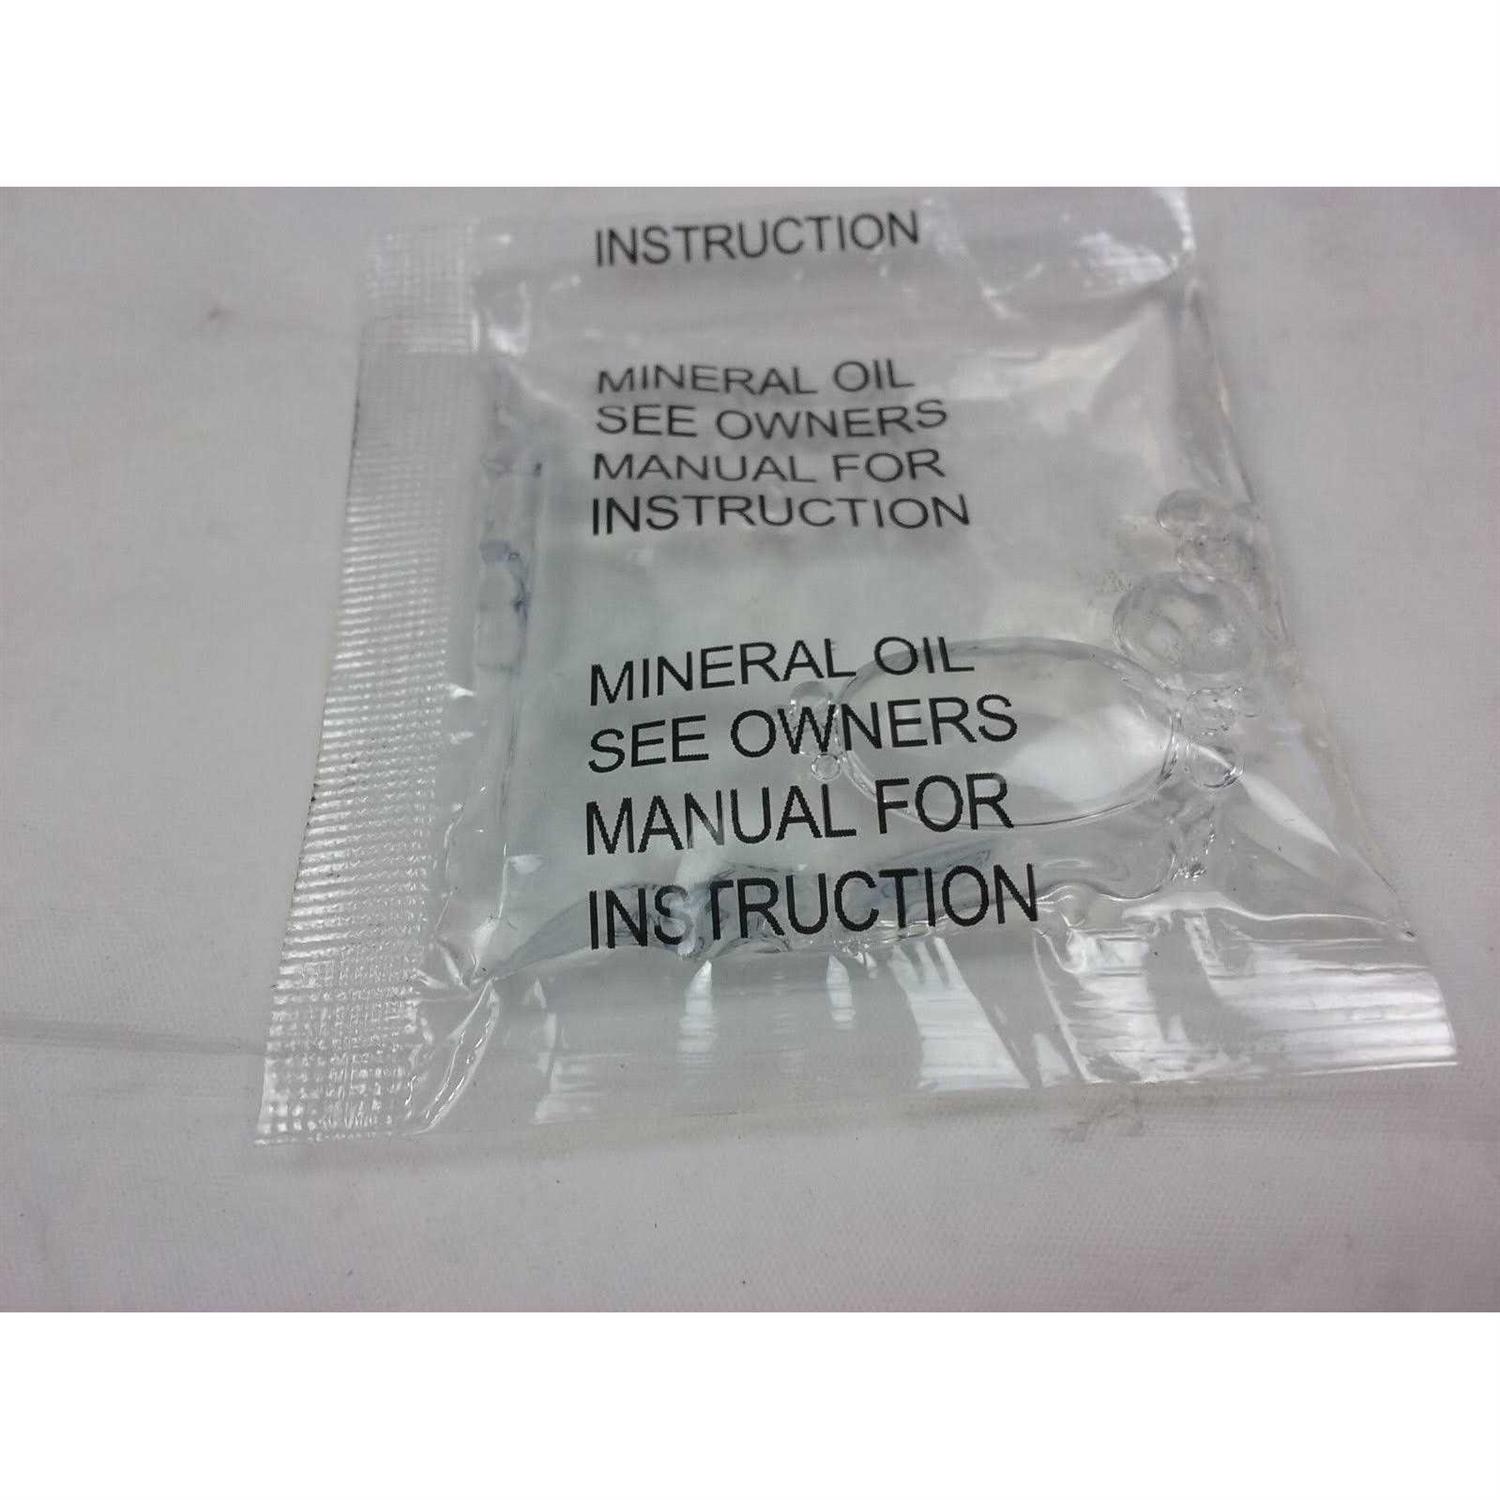 INSTRUCTION
MINERAL OIL
SEE OWNERS
MANUAL FOR
INSTRUCTION
MINERAL OIL
SEE OWNERS
MANUAL FOR
INSTRUCTION